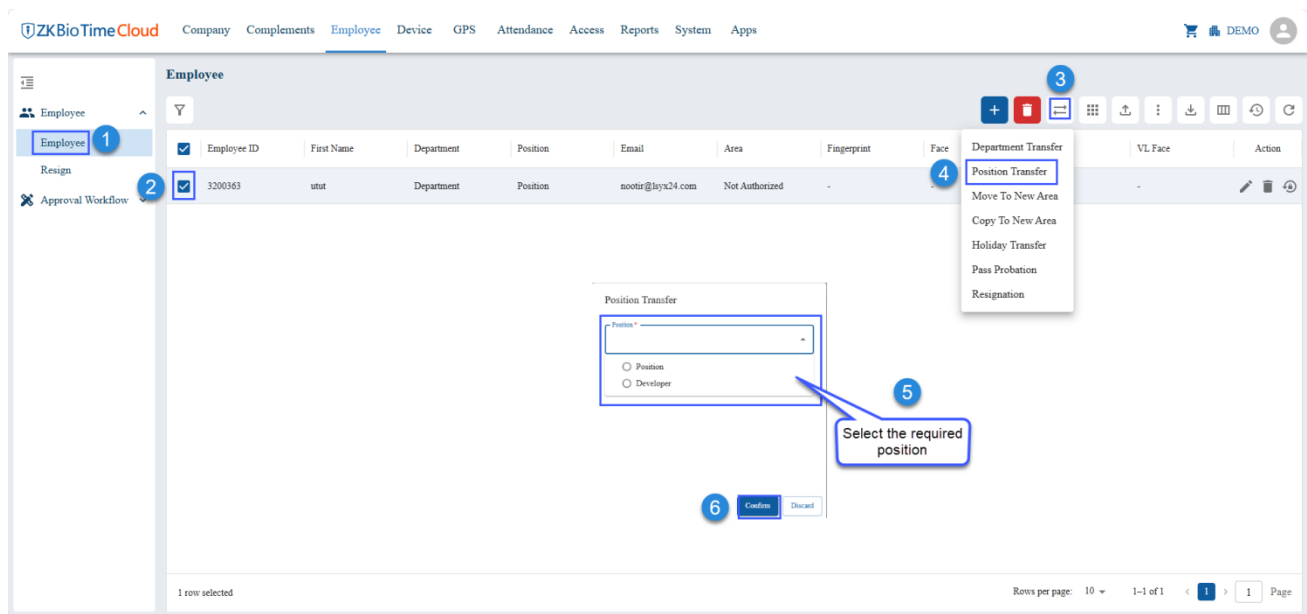 ZKBioTime Cloud Company Complements Employee Device GPS Attendance Access Reports System Apps DEMO
Employee
3
Employee
Employee 1
Resign
Approval Workflow
Employee ID First Name Department Position Email Area Fingerprint Face VL Face Action
2 3200363 utut Department Position nootir@lsyx24.com Not Authorized - - -
Department Transfer
4 Position Transfer
Move To New Area
Copy To New Area
Holiday Transfer
Pass Probation
Resignation
Position Transfer
Position *
Position
Developer
5
Select the required
position
6 Confirm Discard
1 row selected Rows per page: 10 1–1 of 1 < 1 > 1 Page